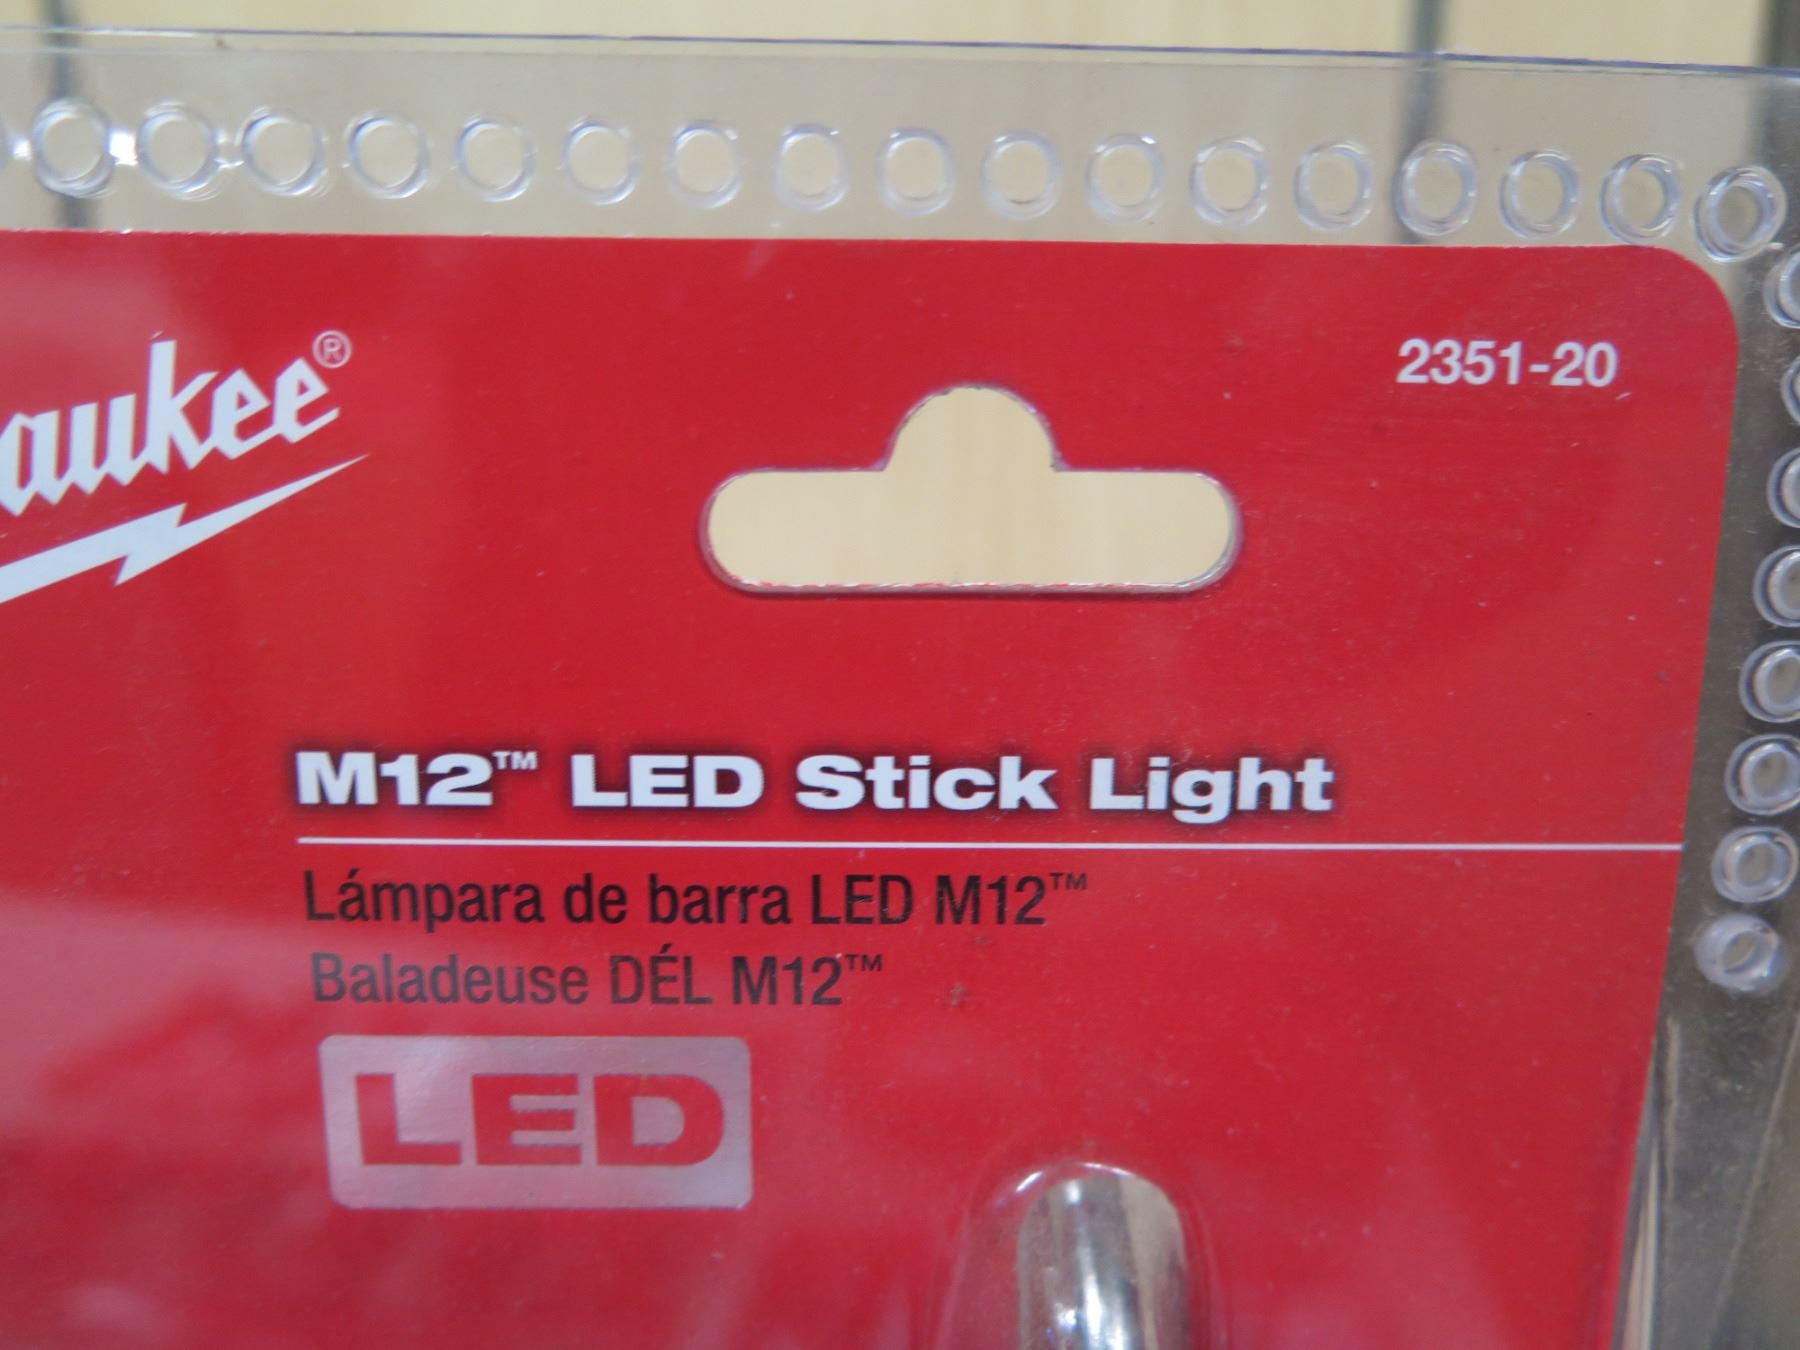 aukee®
2351-20
M12™ LED Stick Light
Lámpara de barra LED M12™
Baladeuse DÉL M12™
LED